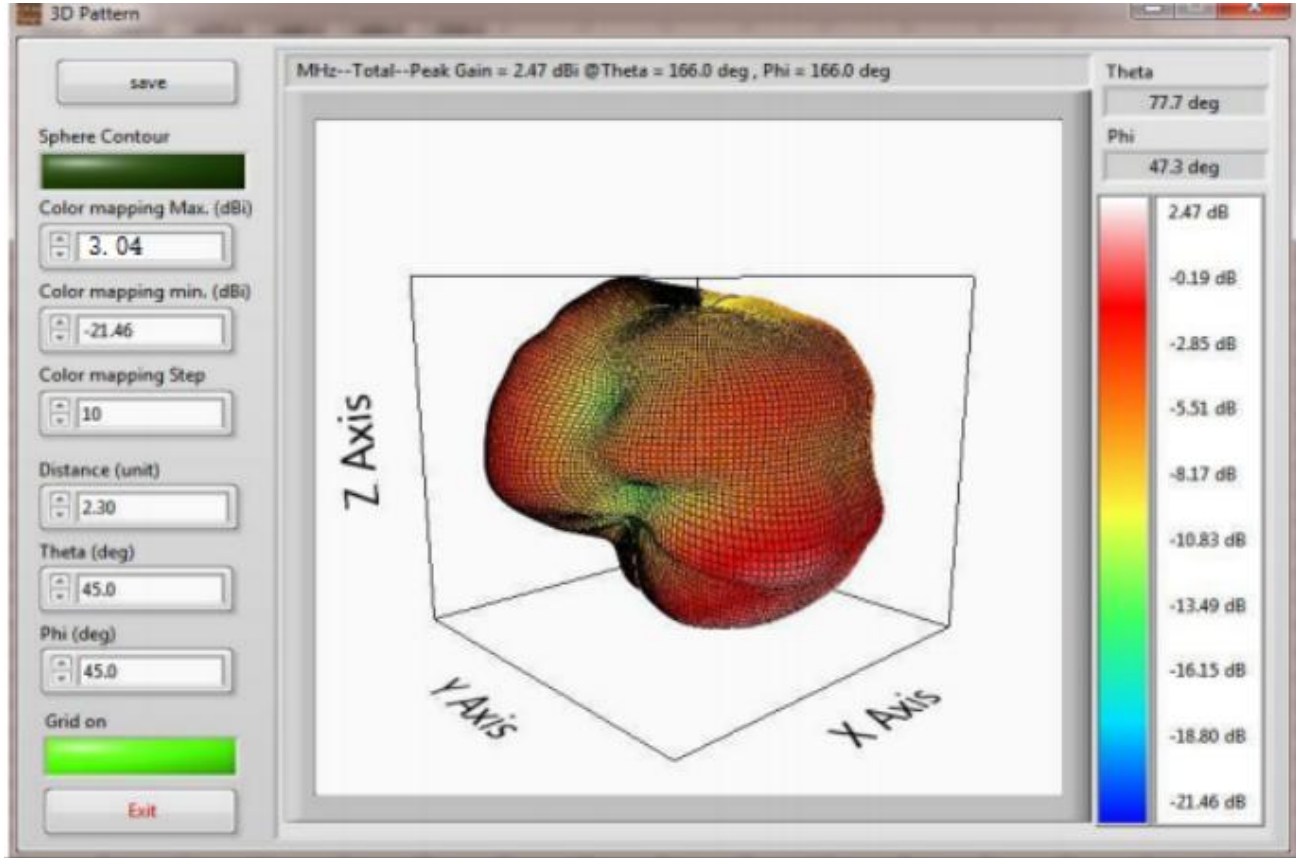 3D Pattern
save
Sphere Contour
Color mapping Max. (dBi)
3. 04
Color mapping min. (dBi)
-21.46
Color mapping Step
10
Distance (unit)
2.30
Theta (deg)
45.0
Phi (deg)
45.0
Grid on
Exit
MHz--Total--Peak Gain = 2.47 dBi @Theta = 166.0 deg , Phi = 166.0 deg
Z Axis
Y Axis
X Axis
Theta
77.7 deg
Phi
47.3 deg
2.47 dB
-0.19 dB
-2.85 dB
-5.51 dB
-8.17 dB
-10.83 dB
-13.49 dB
-16.15 dB
-18.80 dB
-21.46 dB